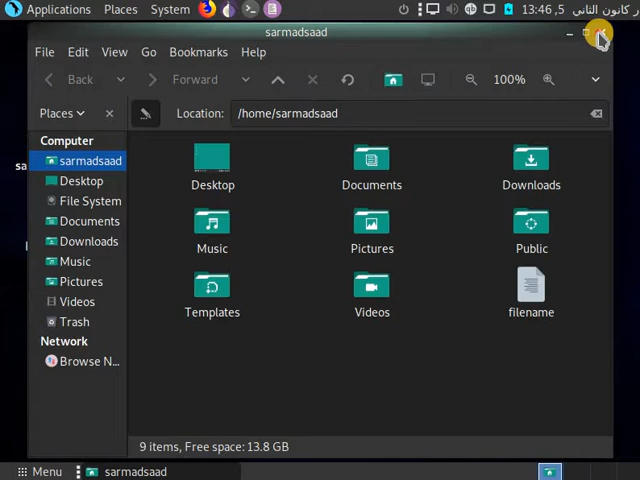 Applications Places System 13:46 ,5 كانون الثاني
sarmadsaad
File Edit View Go Bookmarks Help
Back Forward 100%
Places Location: /home/sarmadsaad
Computer
sarmadsaad
Desktop
File System
Documents
Downloads
Music
Pictures
Videos
Trash
Network
Browse N...
Desktop Documents Downloads
Music Pictures Public
Templates Videos filename
9 items, Free space: 13.8 GB
Menu sarmadsaad